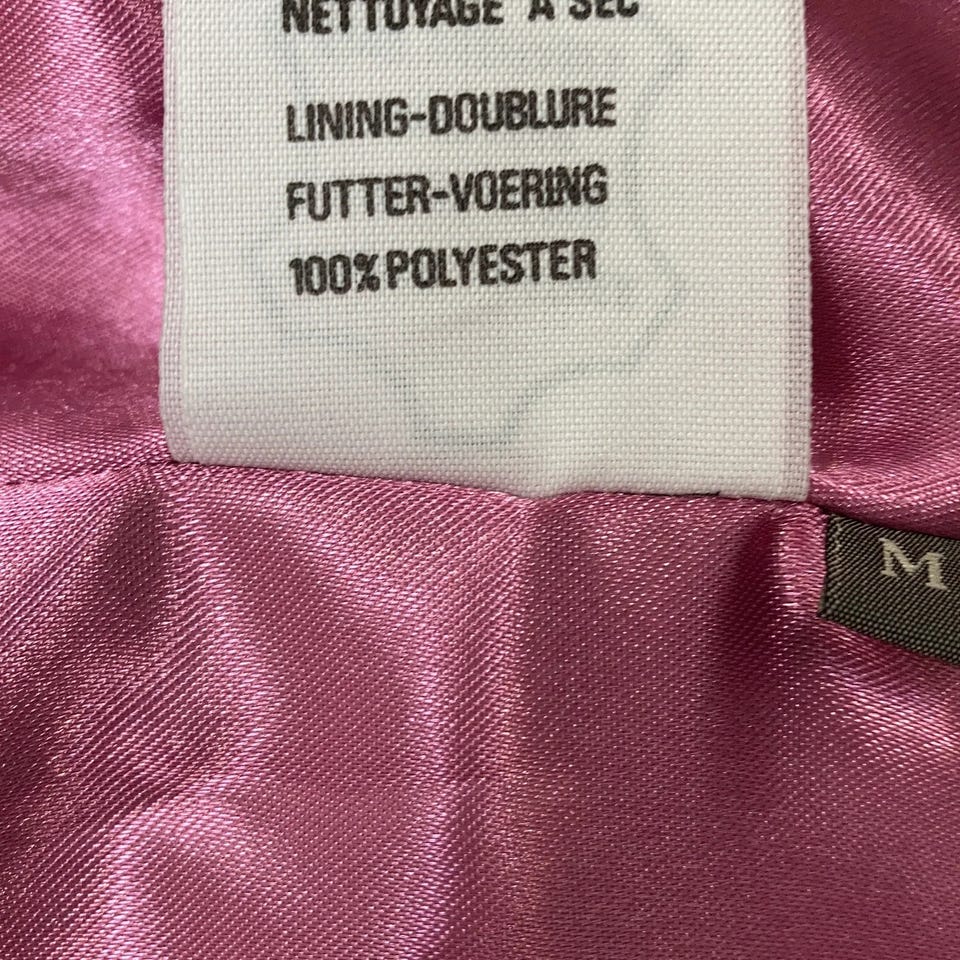 NETTOYAGE A SEC
LINING-DOUBLURE
FUTTER-VOERING
100% POLYESTER
M